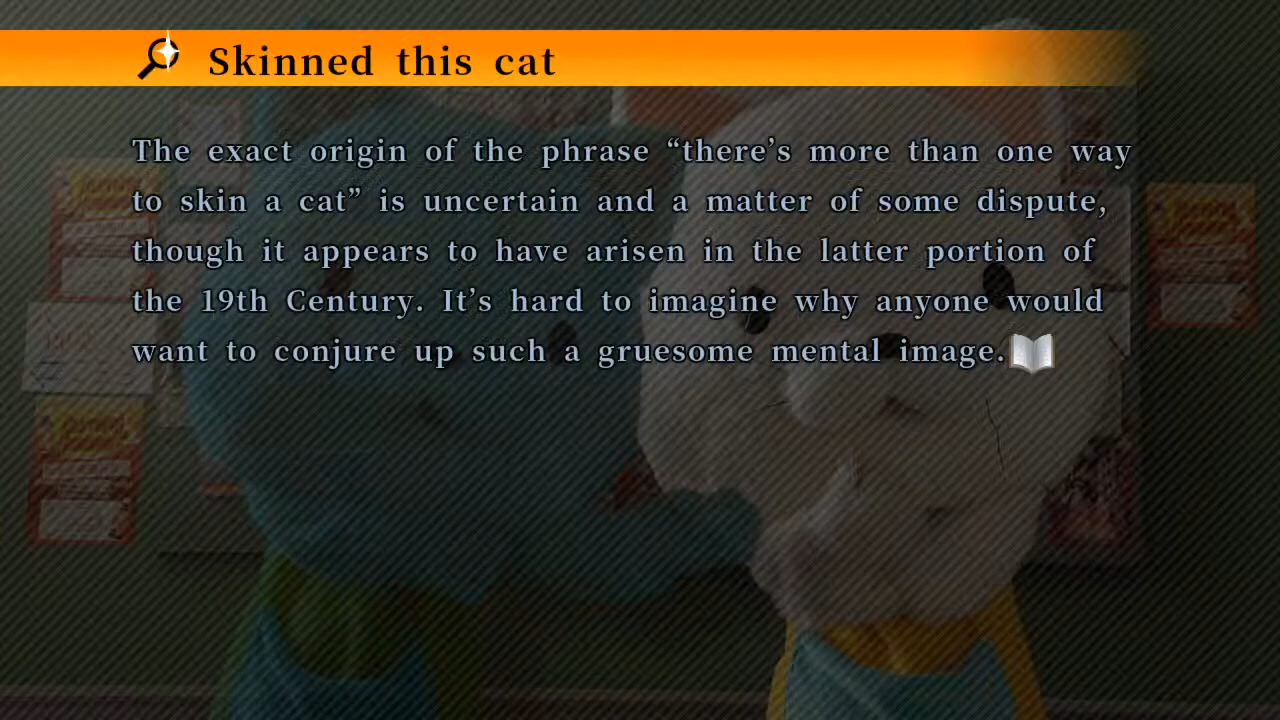 Skinned this cat
The exact origin of the phrase “there’s more than one way
to skin a cat” is uncertain and a matter of some dispute,
though it appears to have arisen in the latter portion of
the 19th Century. It’s hard to imagine why anyone would
want to conjure up such a gruesome mental image.